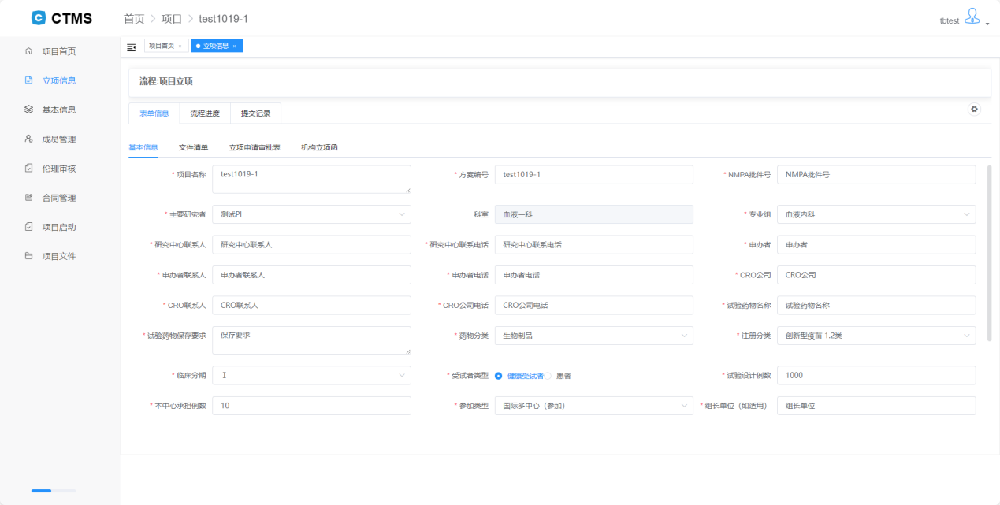 CTMS
首页 > 项目 > test1019-1
tbtest
项目首页
立项信息
基本信息
成员管理
伦理审核
合同管理
项目启动
项目文件
项目首页 × 立项信息 ×
流程:项目立项
表单信息 流程进度 提交记录
基本信息 文件清单 立项申请审批表 机构立项函
* 项目名称 test1019-1 * 方案编号 test1019-1 * NMPA批件号 NMPA批件号
* 主要研究者 测试PI 科室 血液一科 * 专业组 血液内科
* 研究中心联系人 研究中心联系人 * 研究中心联系电话 研究中心联系电话 * 申办者 申办者
* 申办者联系人 申办者联系人 * 申办者电话 申办者电话 * CRO公司 CRO公司
* CRO联系人 CRO联系人 * CRO公司电话 CRO公司电话 * 试验药物名称 试验药物名称
* 试验药物保存要求 保存要求 * 药物分类 生物制品 * 注册分类 创新型疫苗 1.2类
* 临床分期 I * 受试者类型 健康受试者 患者 * 试验设计例数 1000
* 本中心承担例数 10 * 参加类型 国际多中心（参加） * 组长单位（如适用） 组长单位